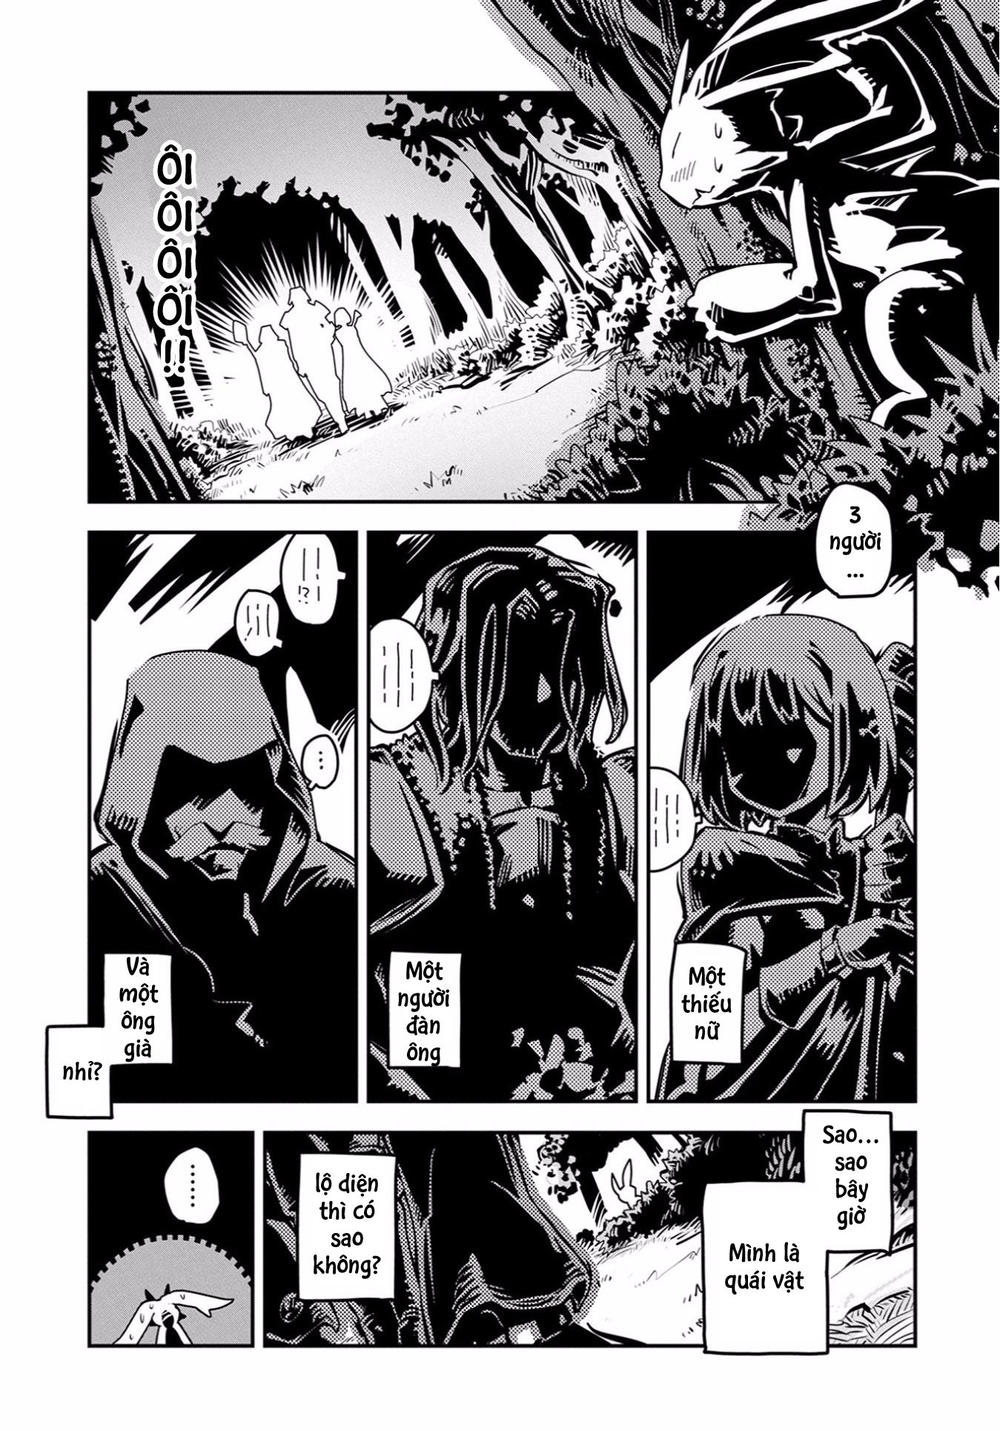 ÔI
ÔI
ÔI
ÔI
!!
3
người
...
Một
thiếu
nữ
Một
người
đàn
ông
!?
...
Và
một
ông
già
nhỉ?
Sao...
sao
bây
giờ
Mình là
quái vật
lộ diện
thì có
sao
không?
......